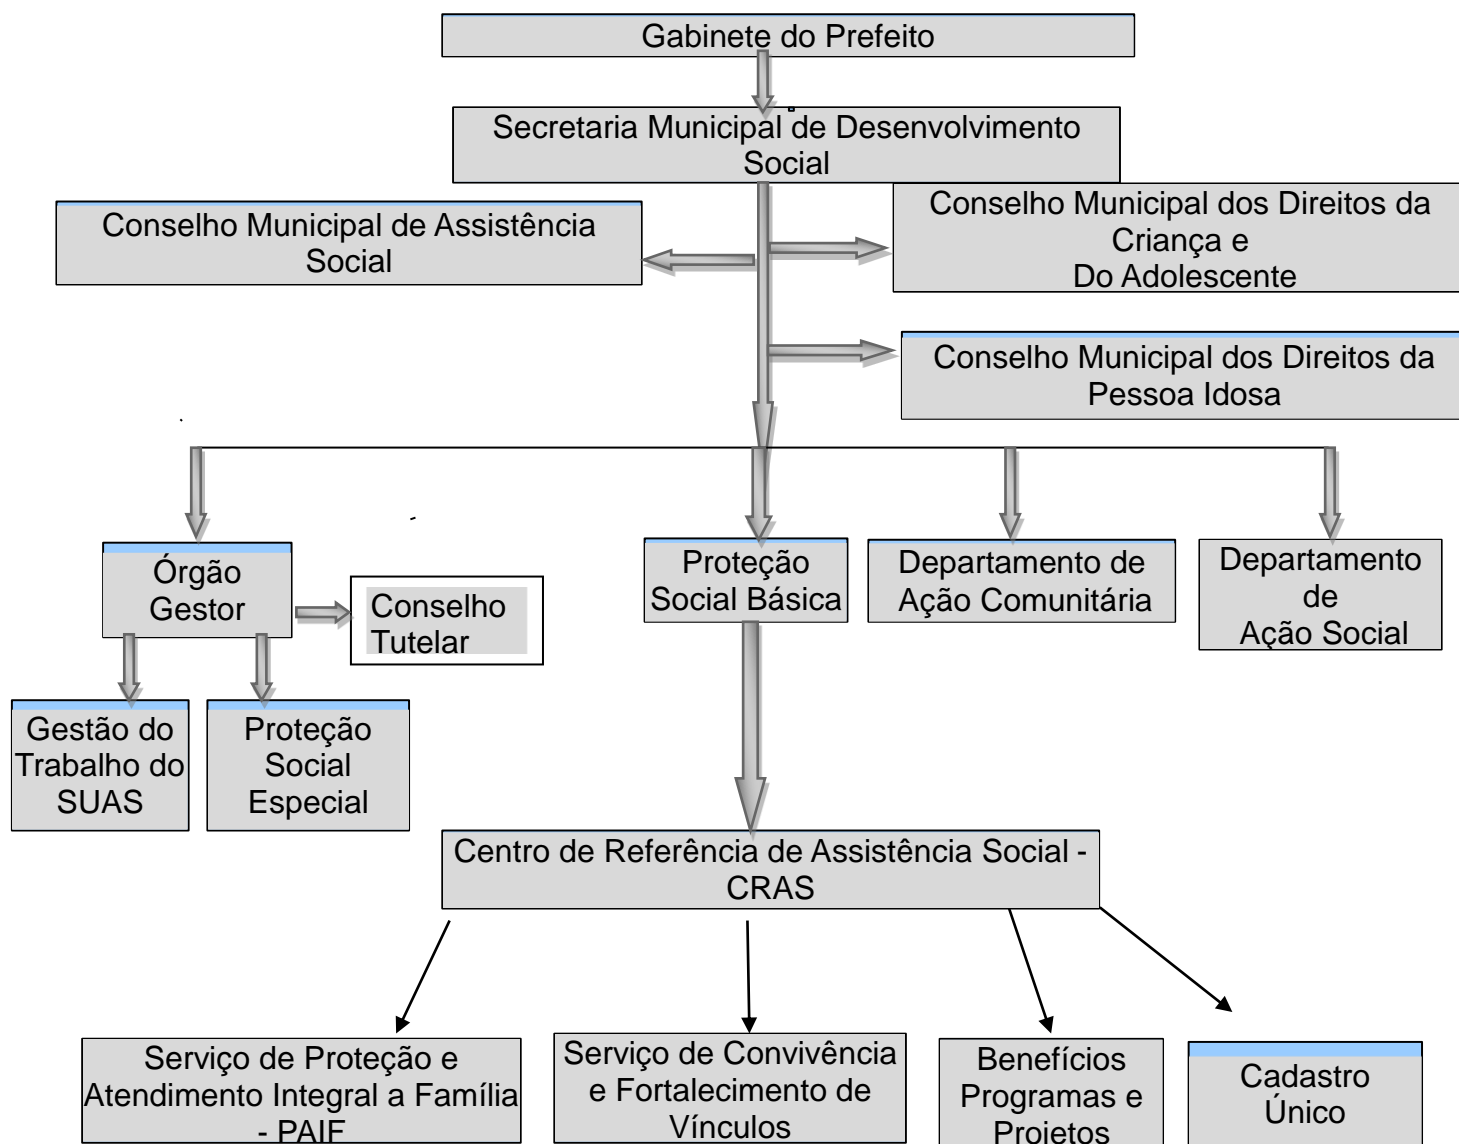 Gabinete do Prefeito
Secretaria Municipal de Desenvolvimento
Social
Conselho Municipal de Assistência
Social
Conselho Municipal dos Direitos da
Criança e
Do Adolescente
Conselho Municipal dos Direitos da
Pessoa Idosa
Órgão
Gestor
Conselho
Tutelar
Proteção
Social Básica
Departamento de
Ação Comunitária
Departamento
de
Ação Social
Gestão do
Trabalho do
SUAS
Proteção
Social
Especial
Centro de Referência de Assistência Social -
CRAS
Serviço de Proteção e
Atendimento Integral a Família
- PAIF
Serviço de Convivência
e Fortalecimento de
Vínculos
Benefícios
Programas e
Projetos
Cadastro
Único